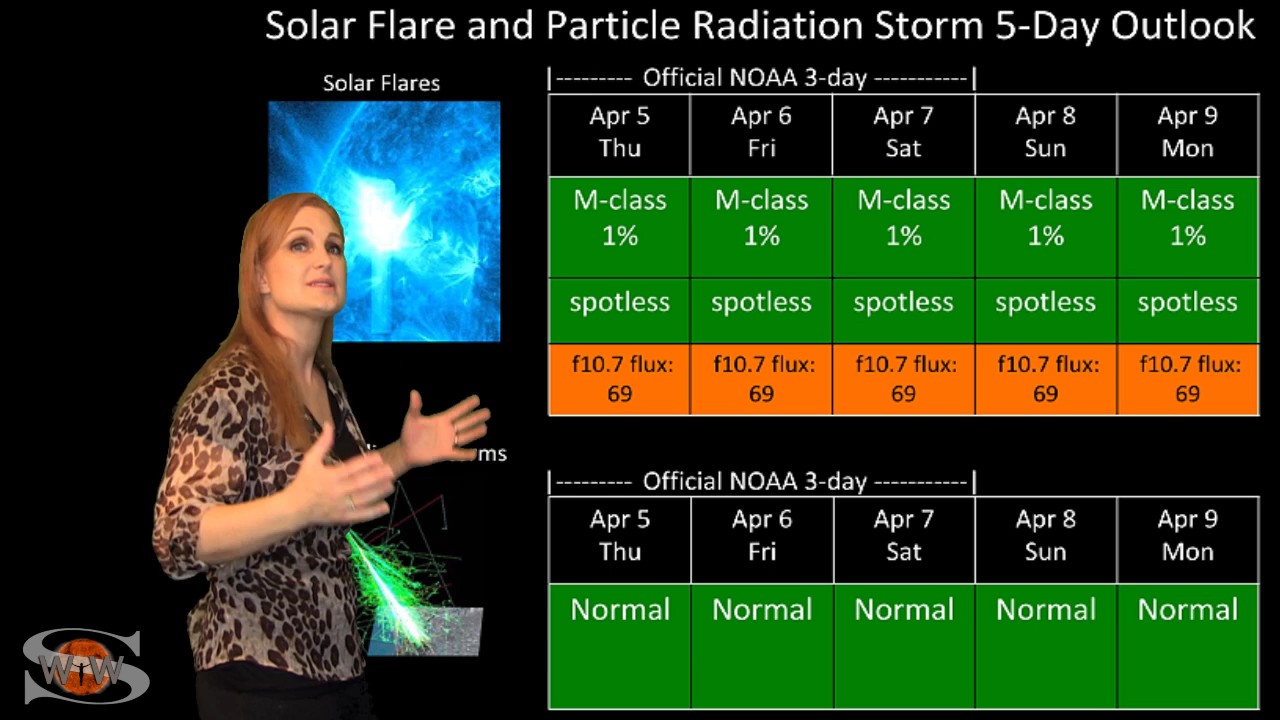 Solar Flare and Particle Radiation Storm 5-Day Outlook
Solar Flares
|--------- Official NOAA 3-day -----------|
Apr 5 Apr 6 Apr 7 Apr 8 Apr 9
Thu Fri Sat Sun Mon
M-class M-class M-class M-class M-class
1% 1% 1% 1% 1%
spotless spotless spotless spotless spotless
f10.7 flux: f10.7 flux: f10.7 flux: f10.7 flux: f10.7 flux:
69 69 69 69 69
|--------- Official NOAA 3-day -----------|
Apr 5 Apr 6 Apr 7 Apr 8 Apr 9
Thu Fri Sat Sun Mon
Normal Normal Normal Normal Normal
S
WTW